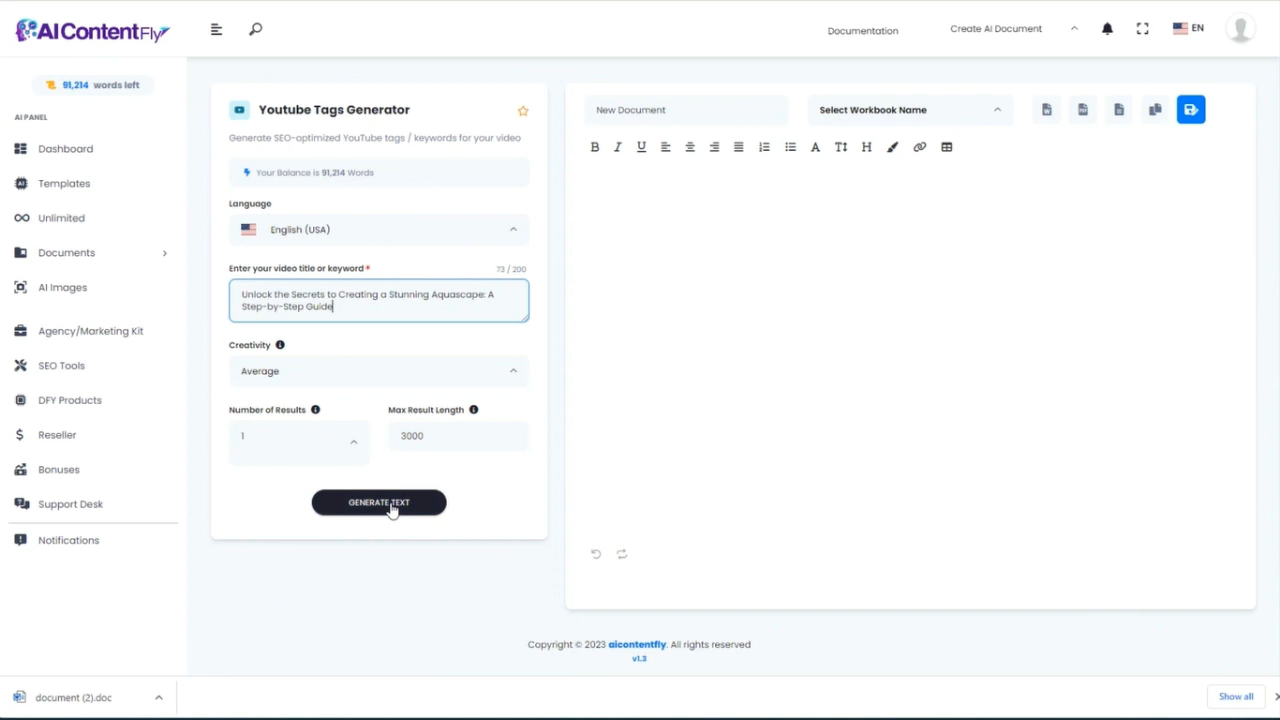 AI Content Fly
Documentation
Create AI Document
EN
91,214 words left
AI PANEL
Dashboard
Templates
Unlimited
Documents
AI Images
Agency/Marketing Kit
SEO Tools
DFY Products
Reseller
Bonuses
Support Desk
Notifications
Youtube Tags Generator
Generate SEO-optimized YouTube tags / keywords for your video
Your Balance is 91,214 Words
Language
English (USA)
Enter your video title or keyword *
73 / 200
Unlock the Secrets to Creating a Stunning Aquascape: A
Step-by-Step Guide
Creativity
Average
Number of Results
Max Result Length
1
3000
GENERATE TEXT
New Document
Select Workbook Name
Copyright © 2023 aicontentfly. All rights reserved
v1.3
document (2).doc
Show all